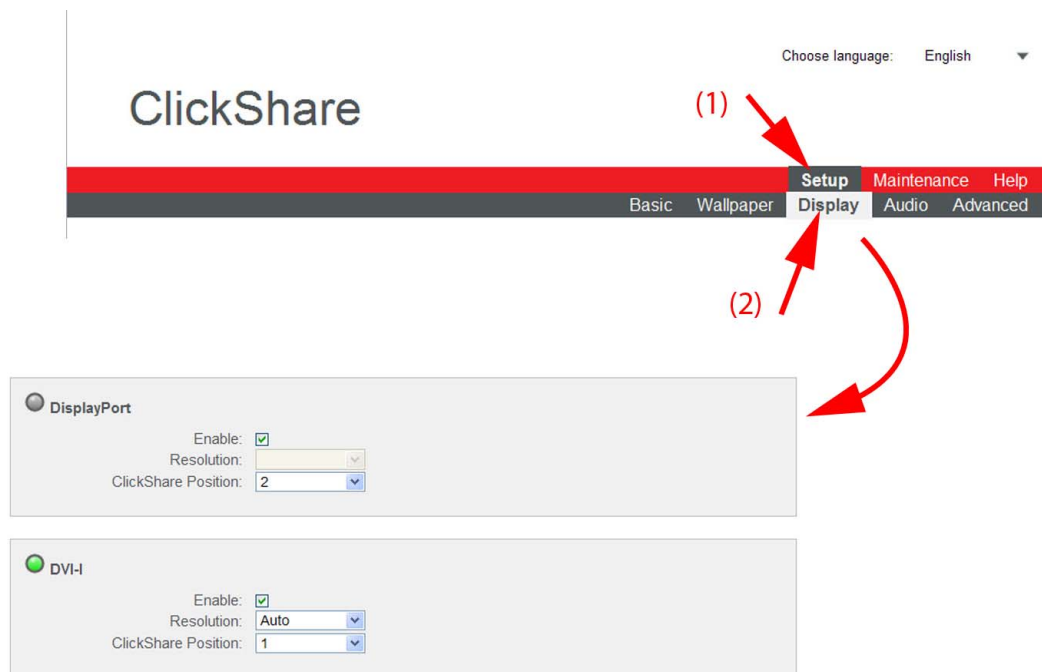 Choose language: English
ClickShare
(1)
Setup Maintenance Help
Basic Wallpaper Display Audio Advanced
(2)
DisplayPort
Enable:
Resolution:
ClickShare Position: 2
DVI-I
Enable:
Resolution: Auto
ClickShare Position: 1